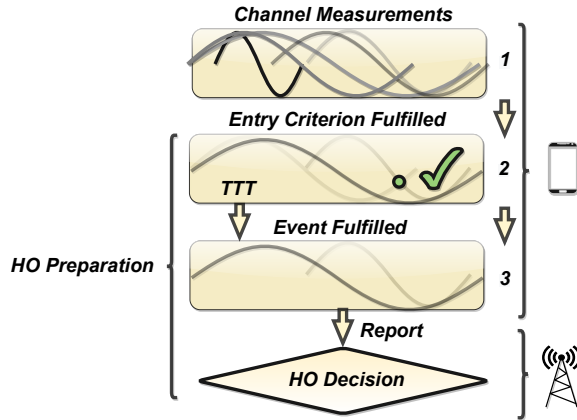 Channel Measurements
1
Entry Criterion Fulfilled
2
TTT
Event Fulfilled
HO Preparation
3
Report
HO Decision